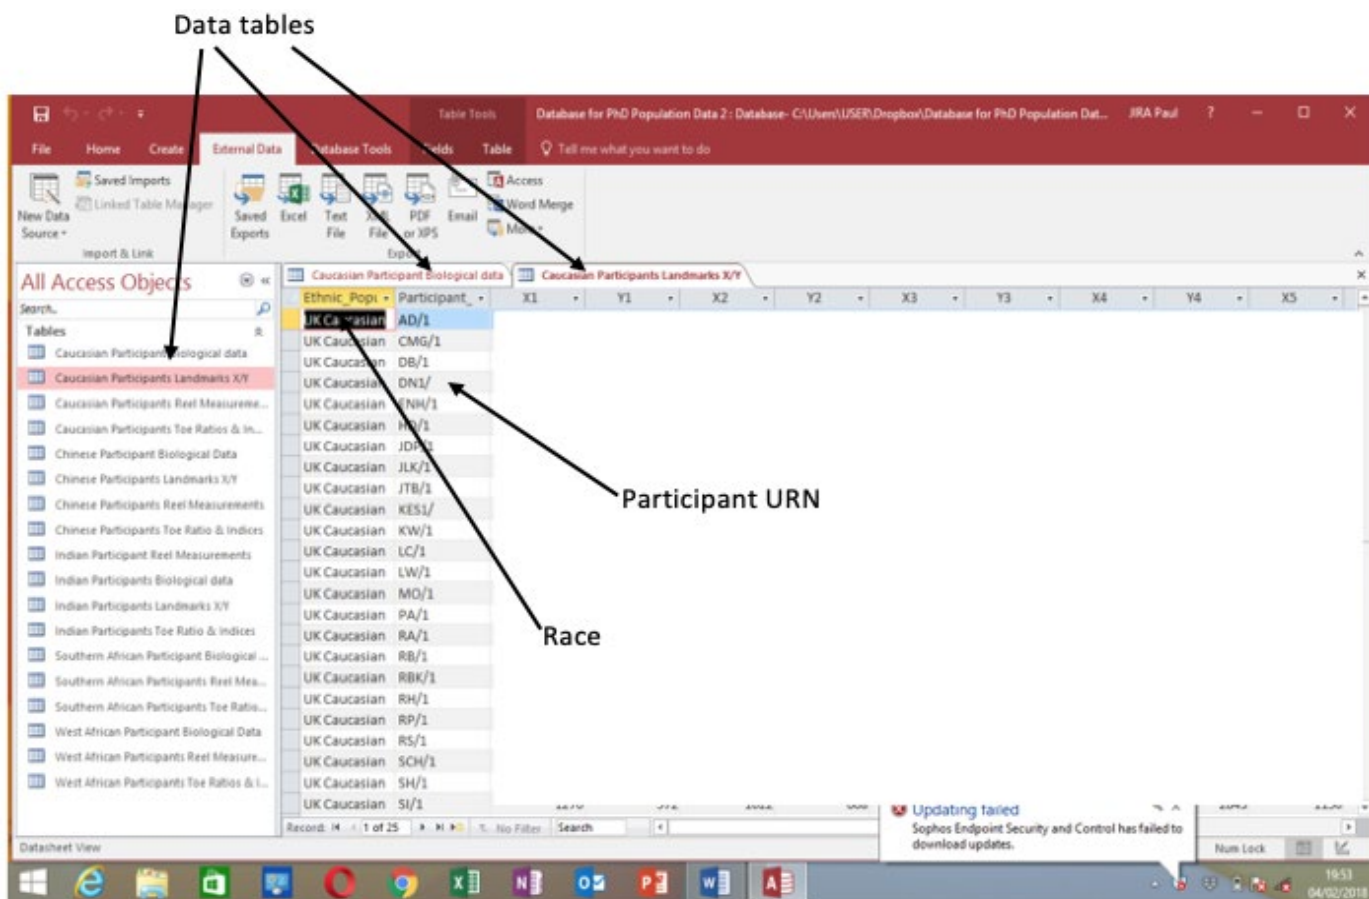 Data tables
Table Tools
Database for PhD Population Data 2 : Database- C:\Users\USER\Dropbox\Database for PhD Population Dat...
JIRA Paul
?
File Home Create External Data Database Tools Fields Table Tell me what you want to do
New Data Source
Saved Imports
Linked Table Manager
Import & Link
Saved Exports
Excel
Text File
XML File
PDF or XPS
Email
Access
Word Merge
More
Export
All Access Objects
Search..
Tables
Caucasian Participant Biological data
Caucasian Participants Landmarks X/Y
Caucasian Participants Reel Measureme...
Caucasian Participants Toe Ratios & In...
Chinese Participant Biological Data
Chinese Participants Landmarks X/Y
Chinese Participants Reel Measurements
Chinese Participants Toe Ratio & Indices
Indian Participant Reel Measurements
Indian Participants Biological data
Indian Participants Landmarks X/Y
Indian Participants Toe Ratio & Indices
Southern African Participant Biological ...
Southern African Participants Reel Mea...
Southern African Participants Toe Ratio...
West African Participant Biological Data
West African Participants Reel Measure...
West African Participants Toe Ratios & I...
Caucasian Participant Biological data
Caucasian Participants Landmarks X/Y
Ethnic_Popu Participant_ X1 Y1 X2 Y2 X3 Y3 X4 Y4 X5
UK Caucasian AD/1
UK Caucasian CMG/1
UK Caucasian DB/1
UK Caucasian DN1/
UK Caucasian ENH/1
UK Caucasian HD/1
UK Caucasian JDP/1
UK Caucasian JLK/1
UK Caucasian JTB/1
UK Caucasian KES1/
UK Caucasian KW/1
UK Caucasian LC/1
UK Caucasian LW/1
UK Caucasian MO/1
UK Caucasian PA/1
UK Caucasian RA/1
UK Caucasian RB/1
UK Caucasian RBK/1
UK Caucasian RH/1
UK Caucasian RP/1
UK Caucasian RS/1
UK Caucasian SCH/1
UK Caucasian SH/1
UK Caucasian SI/1
Participant URN
Race
Record: 1 of 25 No Filter Search
Updating failed
Sophos Endpoint Security and Control has failed to
download updates.
Datasheet View
Num Lock
19:53
04/02/2018